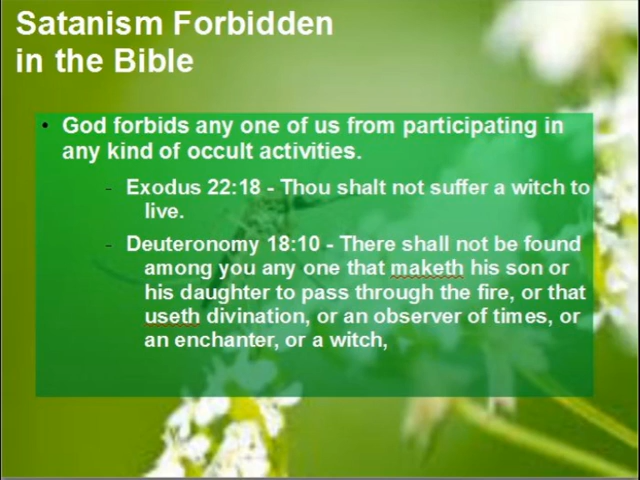 Satanism Forbidden
in the Bible
• God forbids any one of us from participating in
any kind of occult activities.
- Exodus 22:18 - Thou shalt not suffer a witch to
live.
- Deuteronomy 18:10 - There shall not be found
among you any one that maketh his son or
his daughter to pass through the fire, or that
useth divination, or an observer of times, or
an enchanter, or a witch,